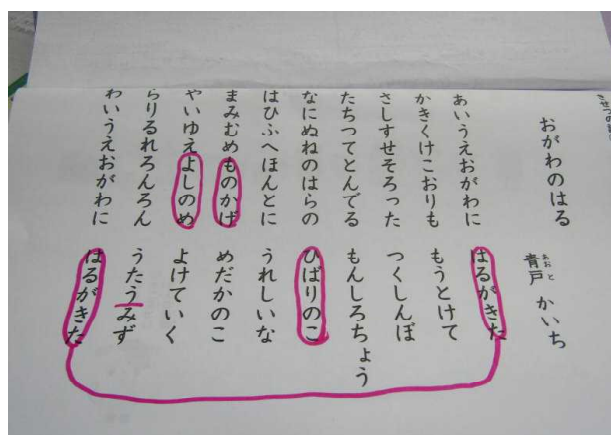 きせつの
おがわのはる
青戸 かいち
あお と
あいうえおがわに はるがきた
かきくけこおりも もうとけて
さしすせそろった つくしんぼ
たちつてとんでる もんしろちょう
なにぬねのはらの ひばりのこ
はひふへほんとに うれしいな
まみむめものかげ めだかのこ
やいゆえよしのめ よけていく
らりるれろんろん うたうみず
わいうえおがわに はるがきた